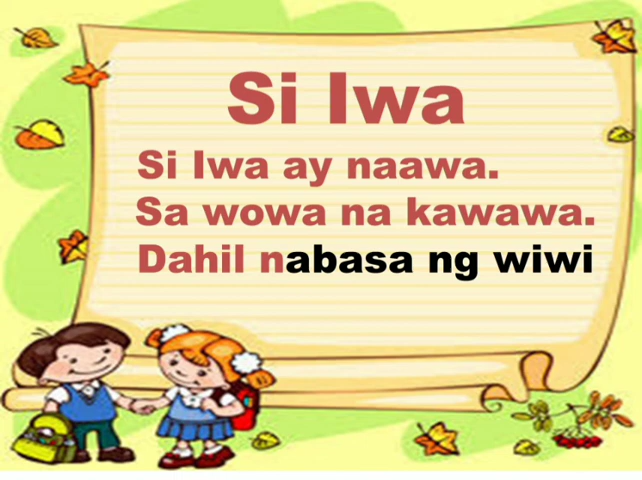 Si Iwa
Si Iwa ay naawa.
Sa wowa na kawawa.
Dahil nabasa ng wiwi